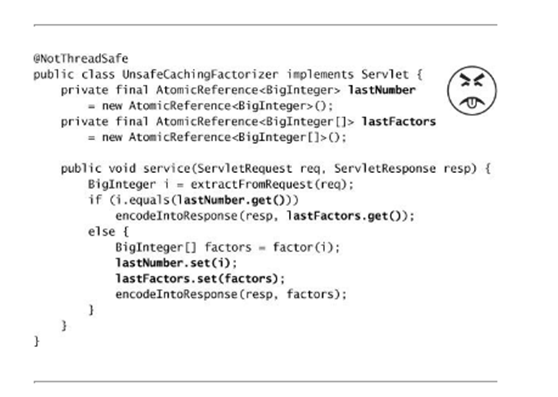 @NotThreadSafe
public class UnsafeCachingFactorizer implements Servlet {
    private final AtomicReference<BigInteger> lastNumber
        = new AtomicReference<BigInteger>();
    private final AtomicReference<BigInteger[]> lastFactors
        = new AtomicReference<BigInteger[]>();

    public void service(ServletRequest req, ServletResponse resp) {
        BigInteger i = extractFromRequest(req);
        if (i.equals(lastNumber.get()))
            encodeIntoResponse(resp, lastFactors.get());
        else {
            BigInteger[] factors = factor(i);
            lastNumber.set(i);
            lastFactors.set(factors);
            encodeIntoResponse(resp, factors);
        }
    }
}